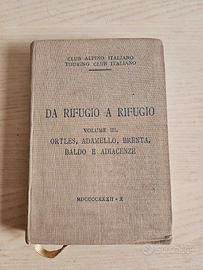 CLUB ALPINO ITALIANO
TOURING CLUB ITALIANO
DA RIFUGIO A RIFUGIO
VOLUME III.
ORTLES, ADAMELLO, BRENTA,
BALDO E ADIACENZE
MDCCCCXXXII - X